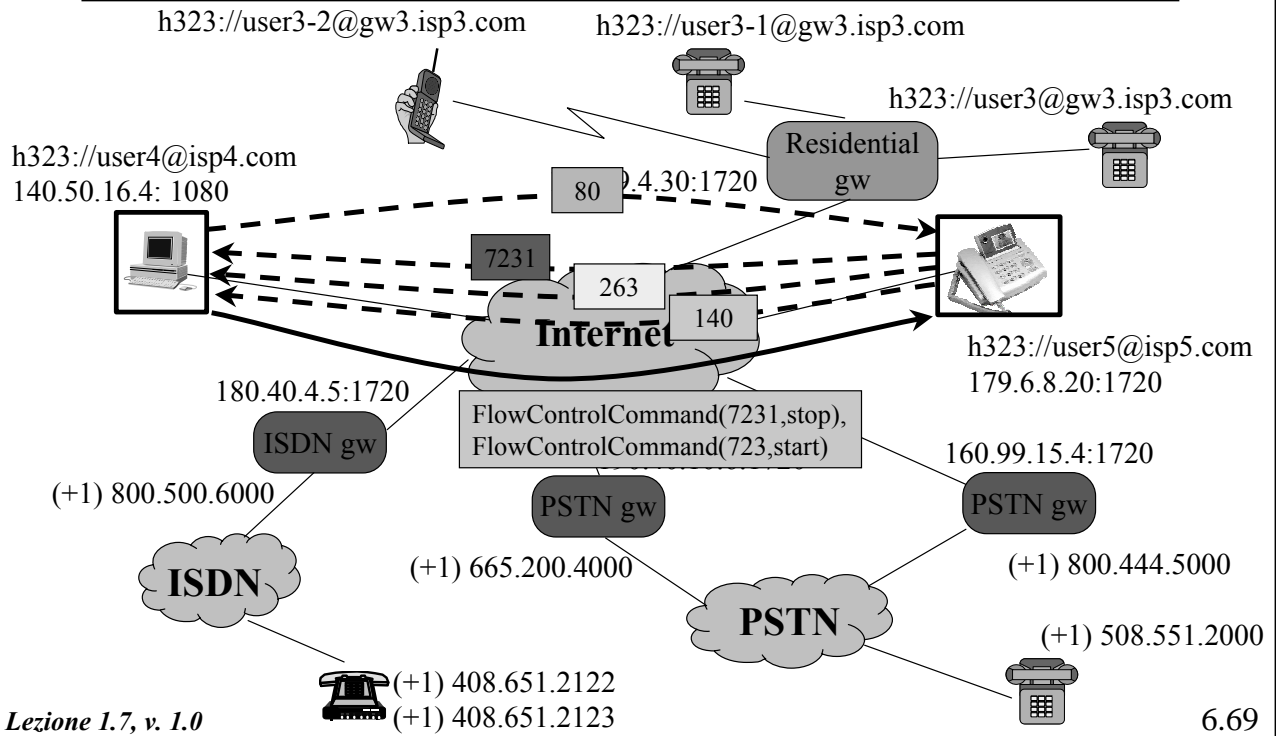 h323://user3-2@gw3.isp3.com
h323://user3-1@gw3.isp3.com
h323://user3@gw3.isp3.com
Residential
gw
h323://user4@isp4.com
140.50.16.4: 1080
80
9.4.30:1720
7231
263
140
Internet
h323://user5@isp5.com
179.6.8.20:1720
180.40.4.5:1720
FlowControlCommand(7231,stop),
FlowControlCommand(723,start)
ISDN gw
160.99.15.4:1720
(+1) 800.500.6000
PSTN gw
PSTN gw
(+1) 665.200.4000
(+1) 800.444.5000
ISDN
PSTN
(+1) 508.551.2000
(+1) 408.651.2122
(+1) 408.651.2123
Lezione 1.7, v. 1.0
6.69